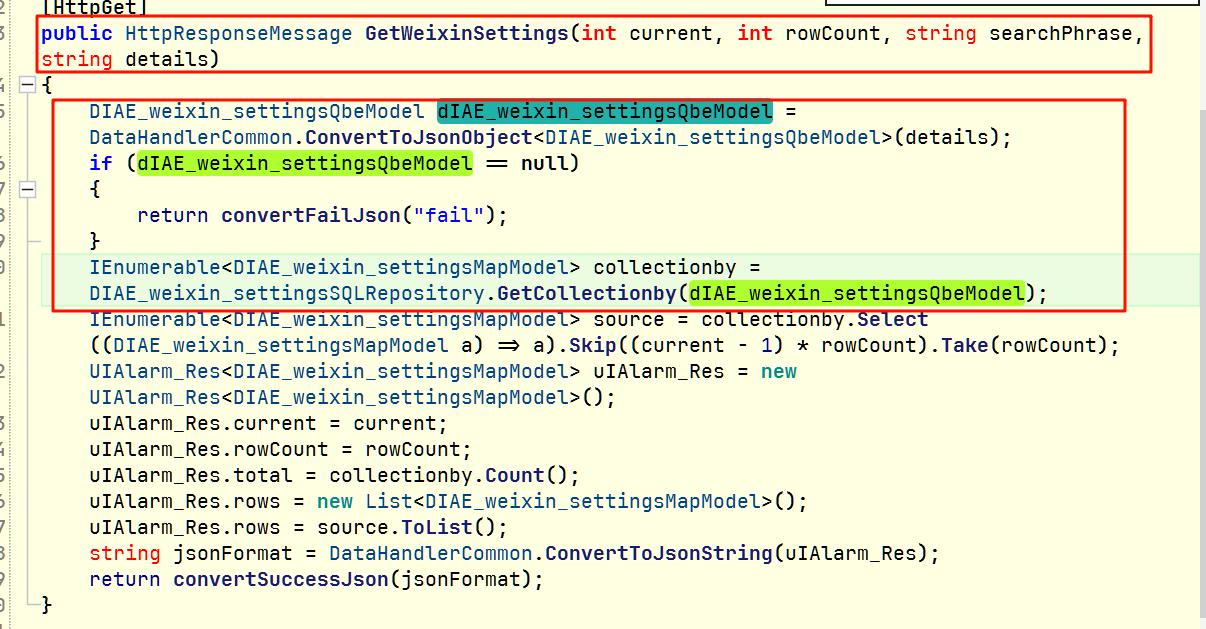 [HttpGet]
public HttpResponseMessage GetWeixinSettings(int current, int rowCount, string searchPhrase,
string details)
{
DIAE_weixin_settingsQbeModel dIAE_weixin_settingsQbeModel =
DataHandlerCommon.ConvertToJsonObject<DIAE_weixin_settingsQbeModel>(details);
if (dIAE_weixin_settingsQbeModel == null)
{
return convertFailJson("fail");
}
IEnumerable<DIAE_weixin_settingsMapModel> collectionby =
DIAE_weixin_settingsSQLRepository.GetCollectionby(dIAE_weixin_settingsQbeModel);
IEnumerable<DIAE_weixin_settingsMapModel> source = collectionby.Select
((DIAE_weixin_settingsMapModel a) => a).Skip((current - 1) * rowCount).Take(rowCount);
UIAlarm_Res<DIAE_weixin_settingsMapModel> uIAlarm_Res = new
UIAlarm_Res<DIAE_weixin_settingsMapModel>();
uIAlarm_Res.current = current;
uIAlarm_Res.rowCount = rowCount;
uIAlarm_Res.total = collectionby.Count();
uIAlarm_Res.rows = new List<DIAE_weixin_settingsMapModel>();
uIAlarm_Res.rows = source.ToList();
string jsonFormat = DataHandlerCommon.ConvertToJsonString(uIAlarm_Res);
return convertSuccessJson(jsonFormat);
}